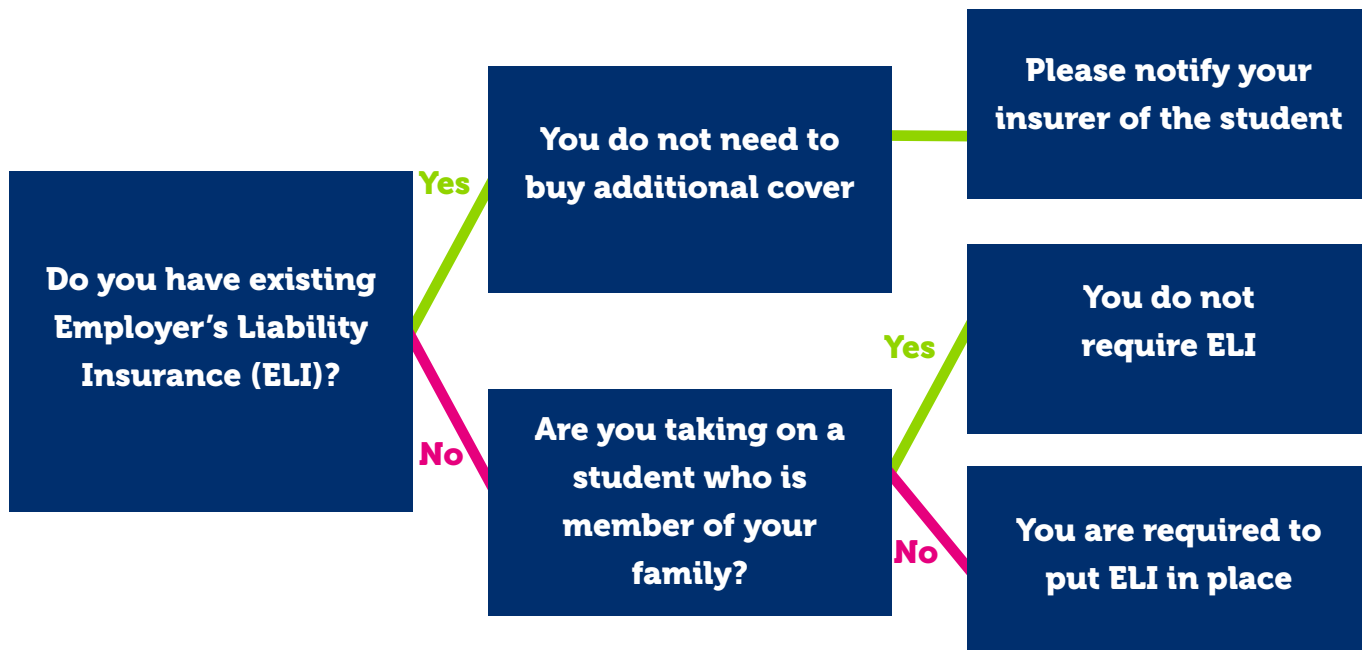 Do you have existing
Employer's Liability
Insurance (ELI)?
Yes
You do not need to
buy additional cover
Please notify your
insurer of the student
No
Are you taking on a
student who is
member of your
family?
Yes
You do not
require ELI
No
You are required to
put ELI in place